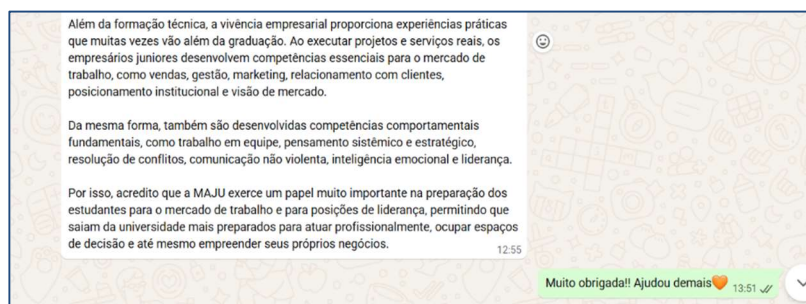 Além da formação técnica, a vivência empresarial proporciona experiências práticas
que muitas vezes vão além da graduação. Ao executar projetos e serviços reais, os
empresários juniores desenvolvem competências essenciais para o mercado de
trabalho, como vendas, gestão, marketing, relacionamento com clientes,
posicionamento institucional e visão de mercado.
Da mesma forma, também são desenvolvidas competências comportamentais
fundamentais, como trabalho em equipe, pensamento sistêmico e estratégico,
resolução de conflitos, comunicação não violenta, inteligência emocional e liderança.
Por isso, acredito que a MAJU exerce um papel muito importante na preparação dos
estudantes para o mercado de trabalho e para posições de liderança, permitindo que
saiam da universidade mais preparados para atuar profissionalmente, ocupar espaços
de decisão e até mesmo empreender seus próprios negócios.
12:55
Muito obrigada!! Ajudou demais🧡 13:51